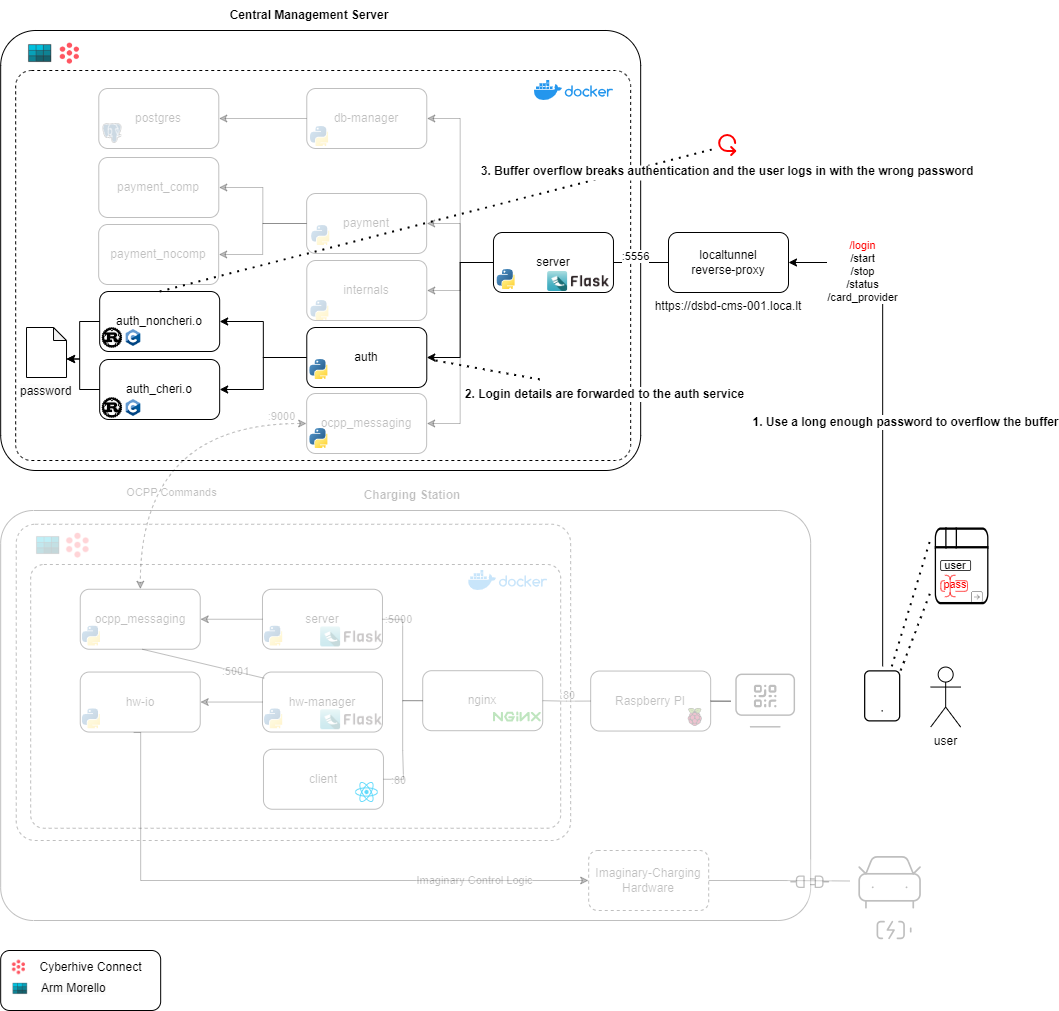 Central Management Server
docker
postgres
db-manager
3. Buffer overflow breaks authentication and the user logs in with the wrong password
payment_comp
payment
payment_nocomp
server
Flask
:5556
localtunnel
reverse-proxy
https://dsbd-cms-001.loca.lt
/login
/start
/stop
/status
/card_provider
internals
auth_noncheri.o
auth
password
auth_cheri.o
2. Login details are forwarded to the auth service
:9000
ocpp_messaging
1. Use a long enough password to overflow the buffer
OCPP Commands
Charging Station
docker
user
pass
ocpp_messaging
server
Flask
:5000
:5001
hw-io
hw-manager
Flask
nginx
NGINX
:80
Raspberry PI
user
client
:80
Imaginary Control Logic
Imaginary-Charging
Hardware
Cyberhive Connect
Arm Morello